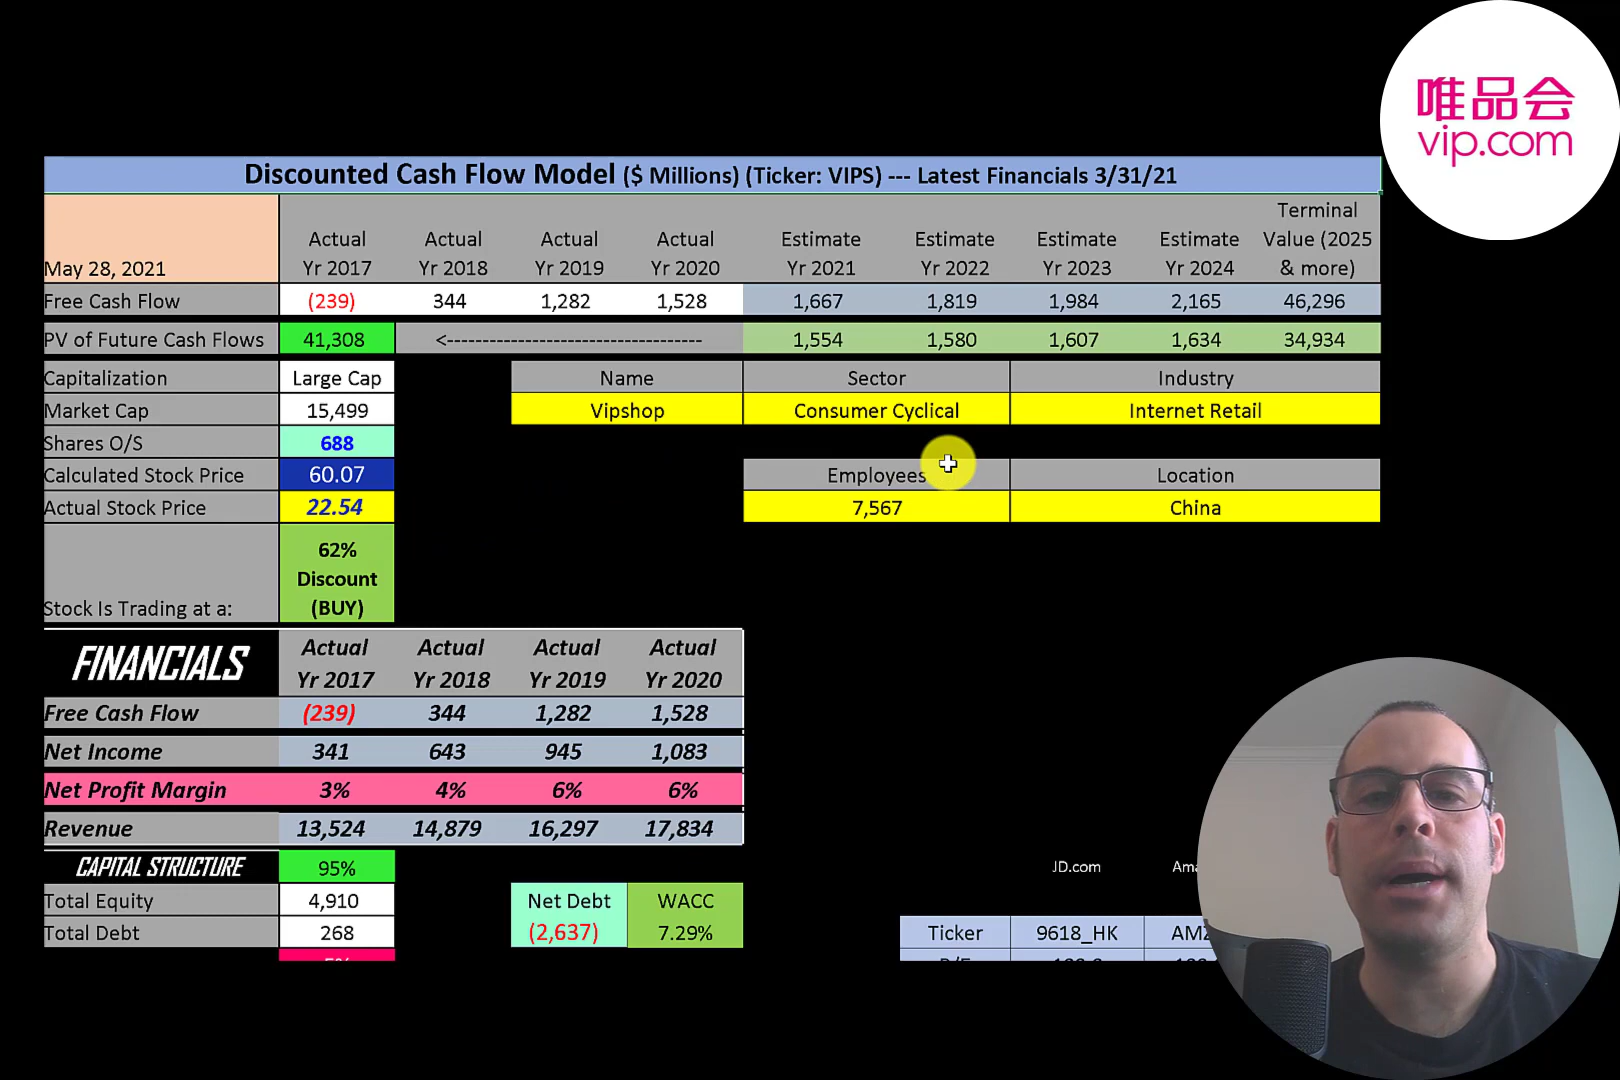 唯品会
vip.com
Discounted Cash Flow Model ($ Millions) (Ticker: VIPS) --- Latest Financials 3/31/21
May 28, 2021 Actual Yr 2017 Actual Yr 2018 Actual Yr 2019 Actual Yr 2020 Estimate Yr 2021 Estimate Yr 2022 Estimate Yr 2023 Estimate Yr 2024 Terminal Value (2025 & more)
Free Cash Flow (239) 344 1,282 1,528 1,667 1,819 1,984 2,165 46,296
PV of Future Cash Flows 41,308 <---------------------------------- 1,554 1,580 1,607 1,634 34,934
Capitalization Large Cap Name Sector Industry
Market Cap 15,499 Vipshop Consumer Cyclical Internet Retail
Shares O/S 688
Calculated Stock Price 60.07 Employees Location
Actual Stock Price 22.54 7,567 China
Stock Is Trading at a: 62% Discount (BUY)
FINANCIALS Actual Yr 2017 Actual Yr 2018 Actual Yr 2019 Actual Yr 2020
Free Cash Flow (239) 344 1,282 1,528
Net Income 341 643 945 1,083
Net Profit Margin 3% 4% 6% 6%
Revenue 13,524 14,879 16,297 17,834
CAPITAL STRUCTURE 95% JD.com
Total Equity 4,910 Net Debt WACC
Total Debt 268 (2,637) 7.29% Ticker 9618_HK